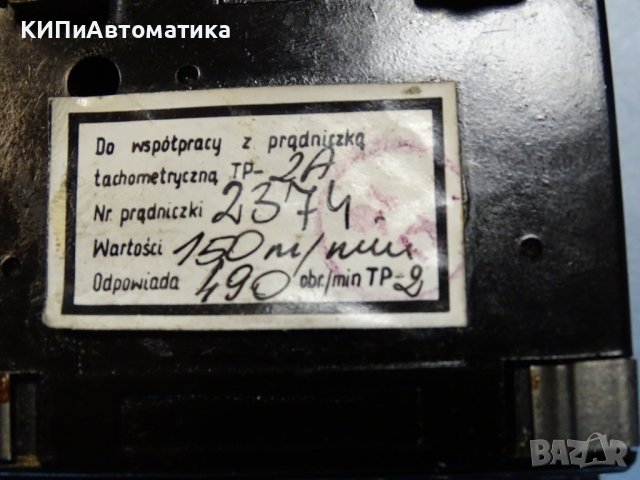 КИПиАвтоматика
Do współpracy z prądniczką
tachometryczną TP-2A
Nr prądniczki 2374
Wartości 150 m/min
Odpowiada 490 obr/min TP-2
BAZAR